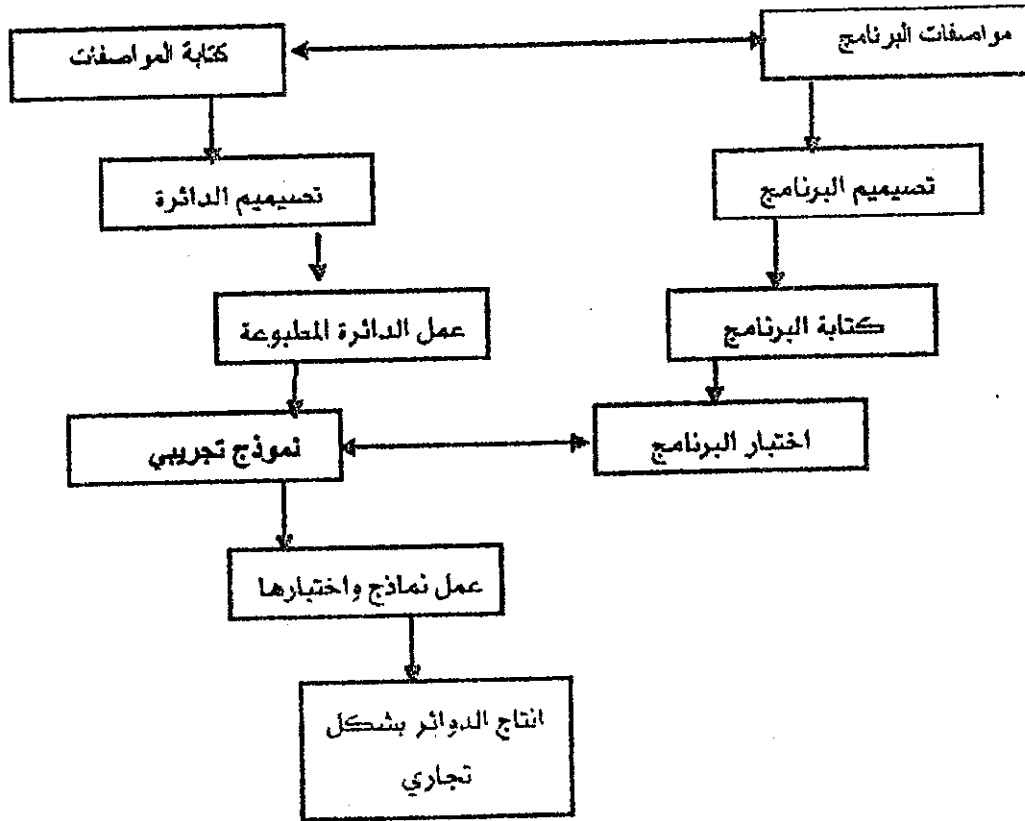 مواصفات البرنامج
كتابة المواصفات
تصميم البرنامج
تصميم الدائرة
كتابة البرنامج
عمل الدائرة المطبوعة
اختبار البرنامج
نموذج تجريبي
عمل نماذج واختبارها
انتاج الدوائر بشكل
تجاري